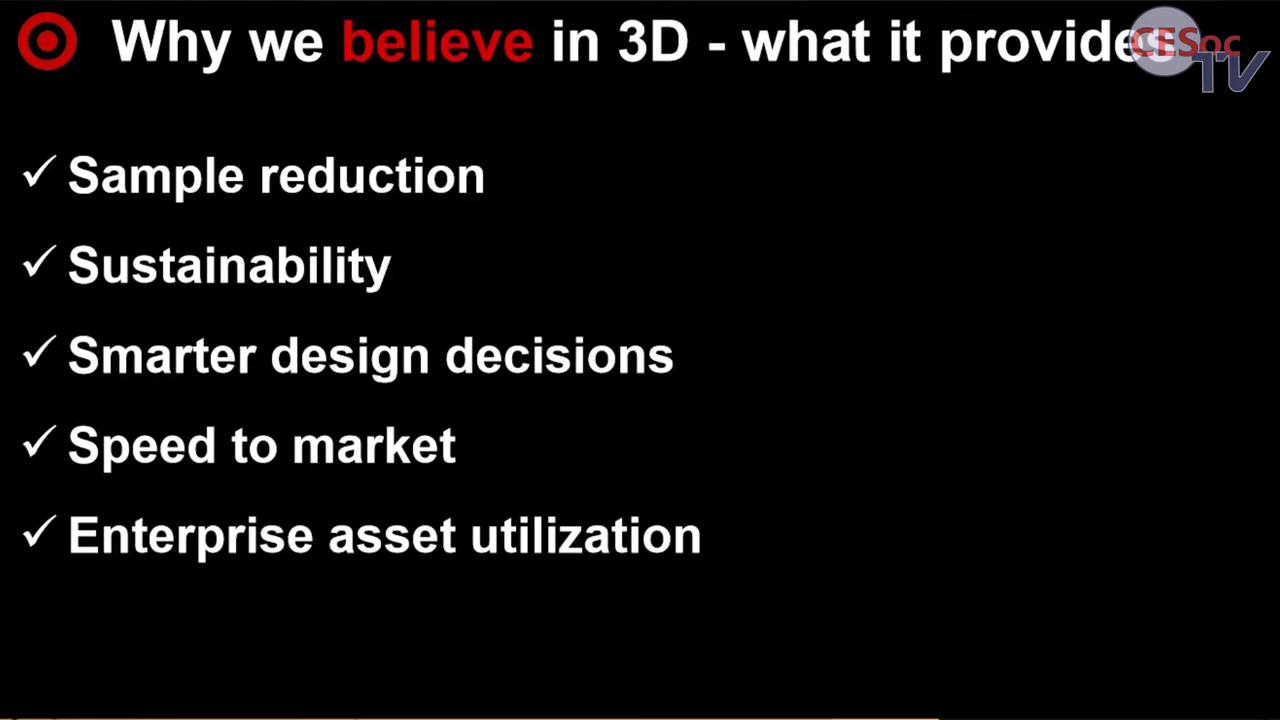 Why we believe in 3D - what it provides
CESoc
TV
✓ Sample reduction
✓ Sustainability
✓ Smarter design decisions
✓ Speed to market
✓ Enterprise asset utilization